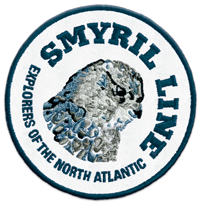 SMYRIL LINE
EXPLORERS OF THE NORTH ATLANTIC